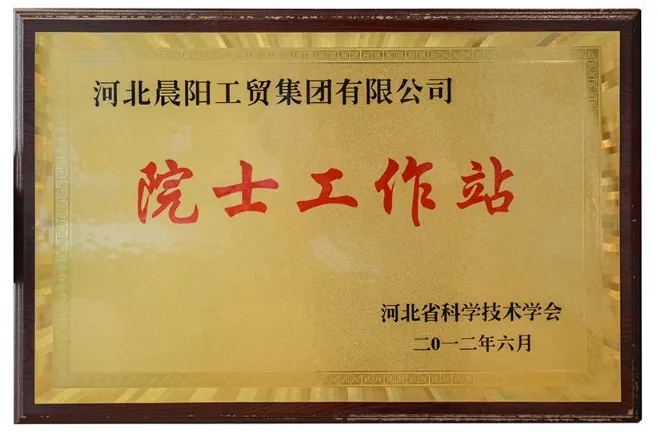 河北晨阳工贸集团有限公司
院士工作站
河北省科学技术学会
二0一二年六月